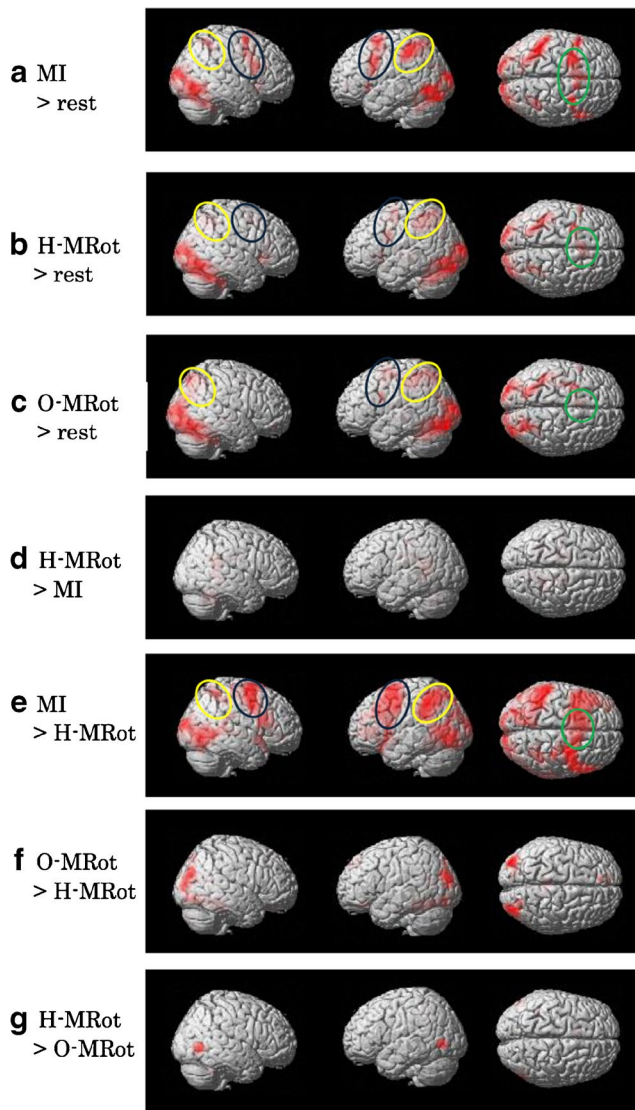 a MI
> rest
b H-MRot
> rest
c O-MRot
> rest
d H-MRot
> MI
e MI
> H-MRot
f O-MRot
> H-MRot
g H-MRot
> O-MRot